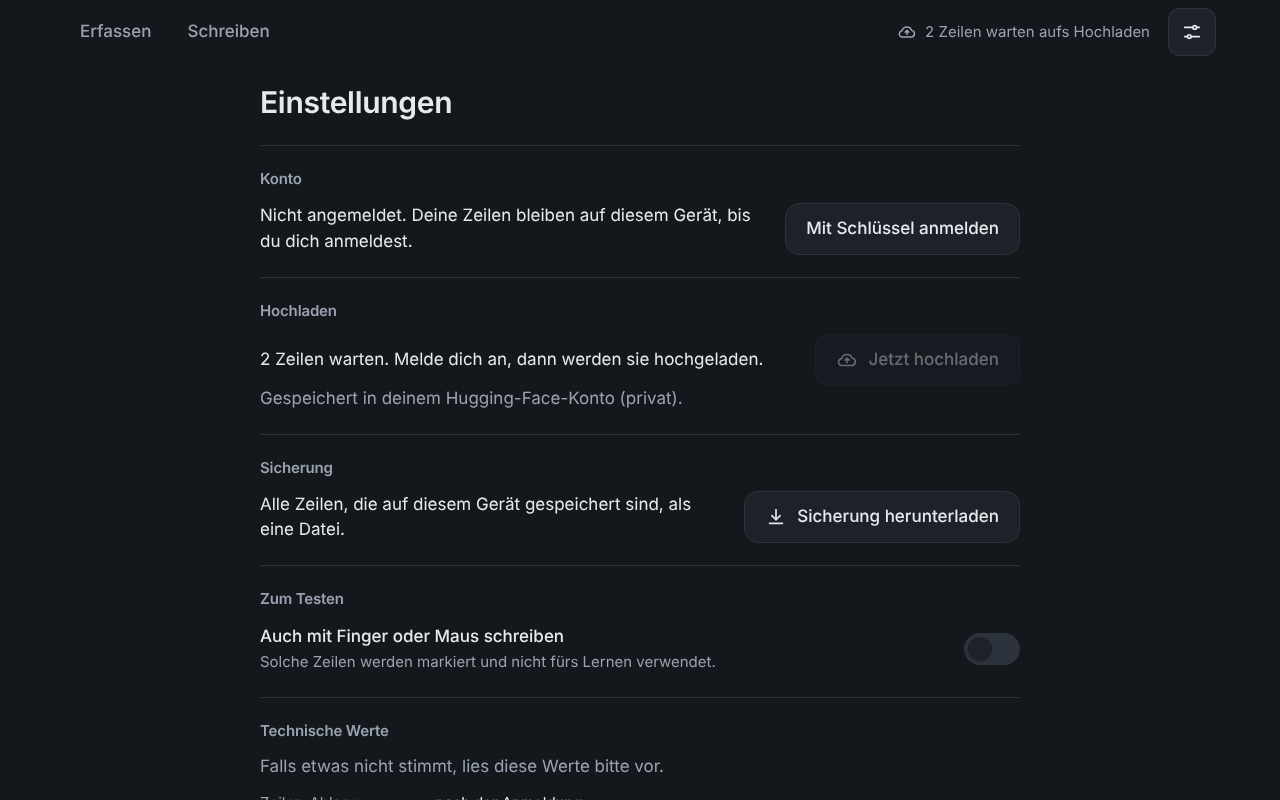 Erfassen
Schreiben
2 Zeilen warten aufs Hochladen
Einstellungen
Konto
Nicht angemeldet. Deine Zeilen bleiben auf diesem Gerät, bis
du dich anmeldest.
Mit Schlüssel anmelden
Hochladen
2 Zeilen warten. Melde dich an, dann werden sie hochgeladen.
Jetzt hochladen
Gespeichert in deinem Hugging-Face-Konto (privat).
Sicherung
Alle Zeilen, die auf diesem Gerät gespeichert sind, als
eine Datei.
Sicherung herunterladen
Zum Testen
Auch mit Finger oder Maus schreiben
Solche Zeilen werden markiert und nicht fürs Lernen verwendet.
Technische Werte
Falls etwas nicht stimmt, lies diese Werte bitte vor.